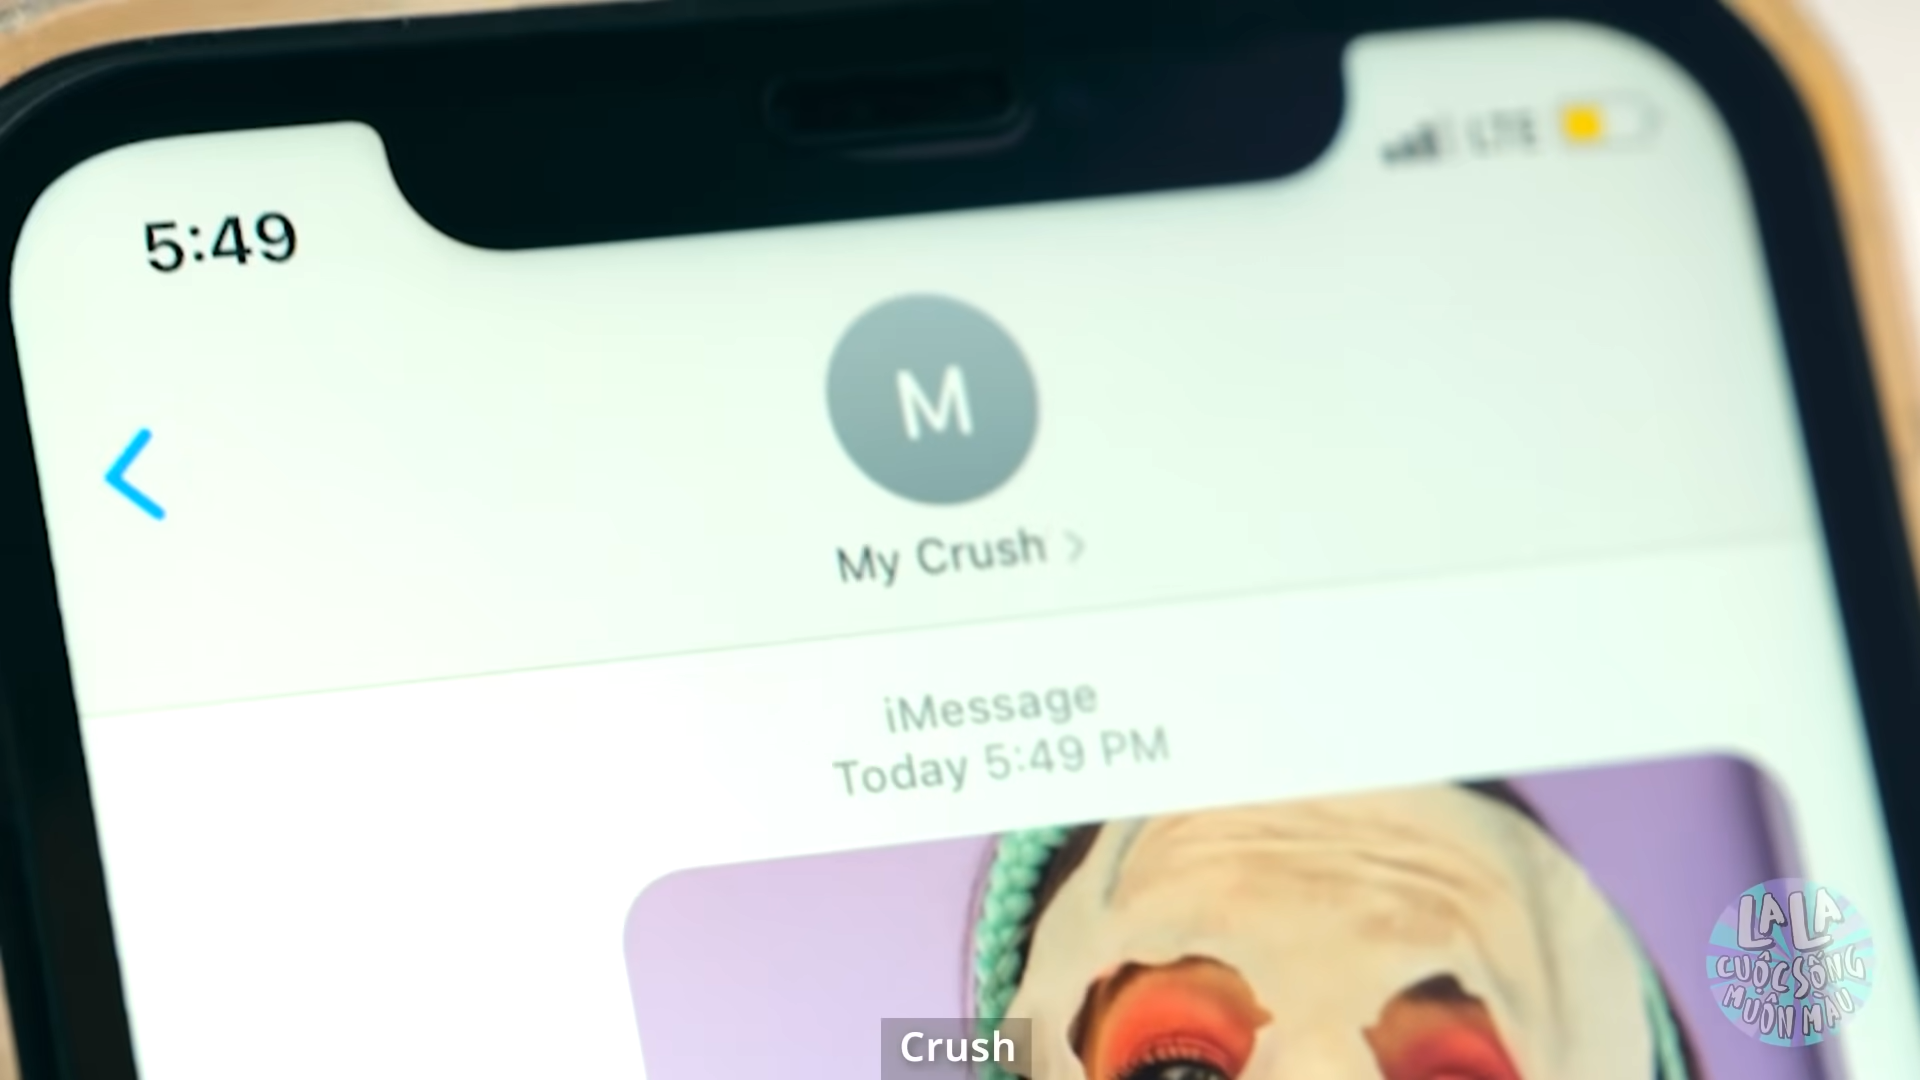 5:49
LTE
M
My Crush
iMessage
Today 5:49 PM
LA LA
CUỘC SỐNG
MUÔN MÀU
Crush